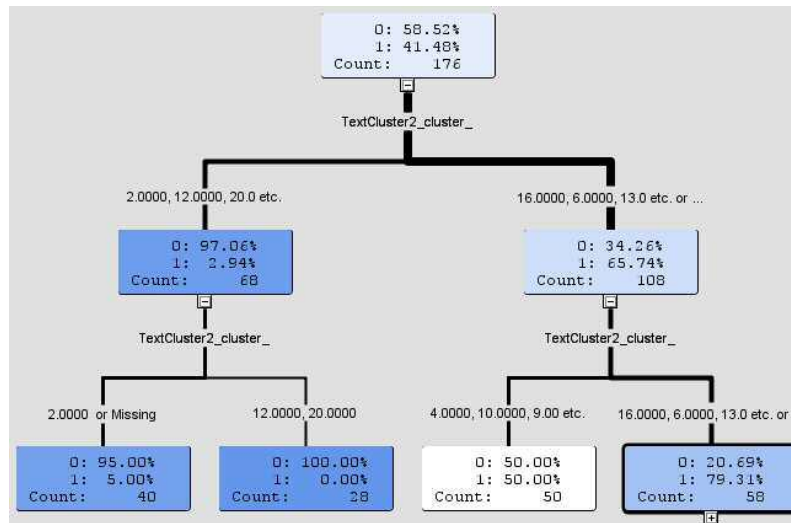 0: 58.52%
1: 41.48%
Count: 176
TextCluster2_cluster_
2.0000, 12.0000, 20.0 etc.
16.0000, 6.0000, 13.0 etc. or ...
0: 97.06%
1: 2.94%
Count: 68
0: 34.26%
1: 65.74%
Count: 108
TextCluster2_cluster_
TextCluster2_cluster_
2.0000 or Missing
12.0000, 20.0000
4.0000, 10.0000, 9.00 etc.
16.0000, 6.0000, 13.0 etc. or
0: 95.00%
1: 5.00%
Count: 40
0: 100.00%
1: 0.00%
Count: 28
0: 50.00%
1: 50.00%
Count: 50
0: 20.69%
1: 79.31%
Count: 58